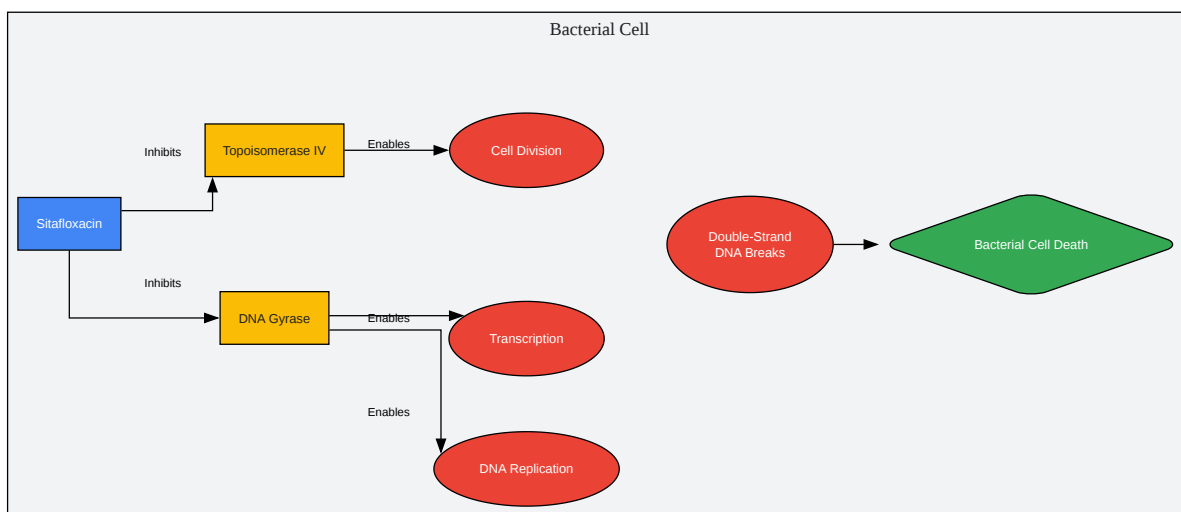 Bacterial Cell
Inhibits
Topoisomerase IV
Enables
Cell Division
Sitafloxacin
Double-Strand
DNA Breaks
Bacterial Cell Death
Inhibits
DNA Gyrase
Enables
Transcription
Enables
DNA Replication